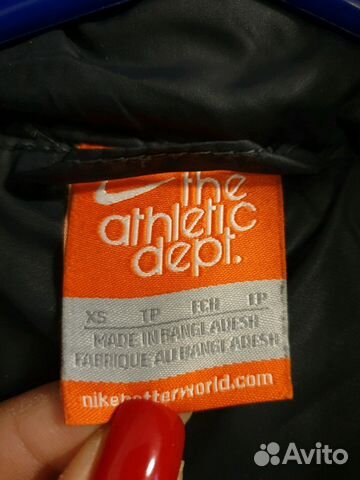 the
athletic
dept.
XS TP ECH EP
MADE IN BANGLADESH
FABRIQUE AU BANGLADESH
nikebetterworld.com
Avito